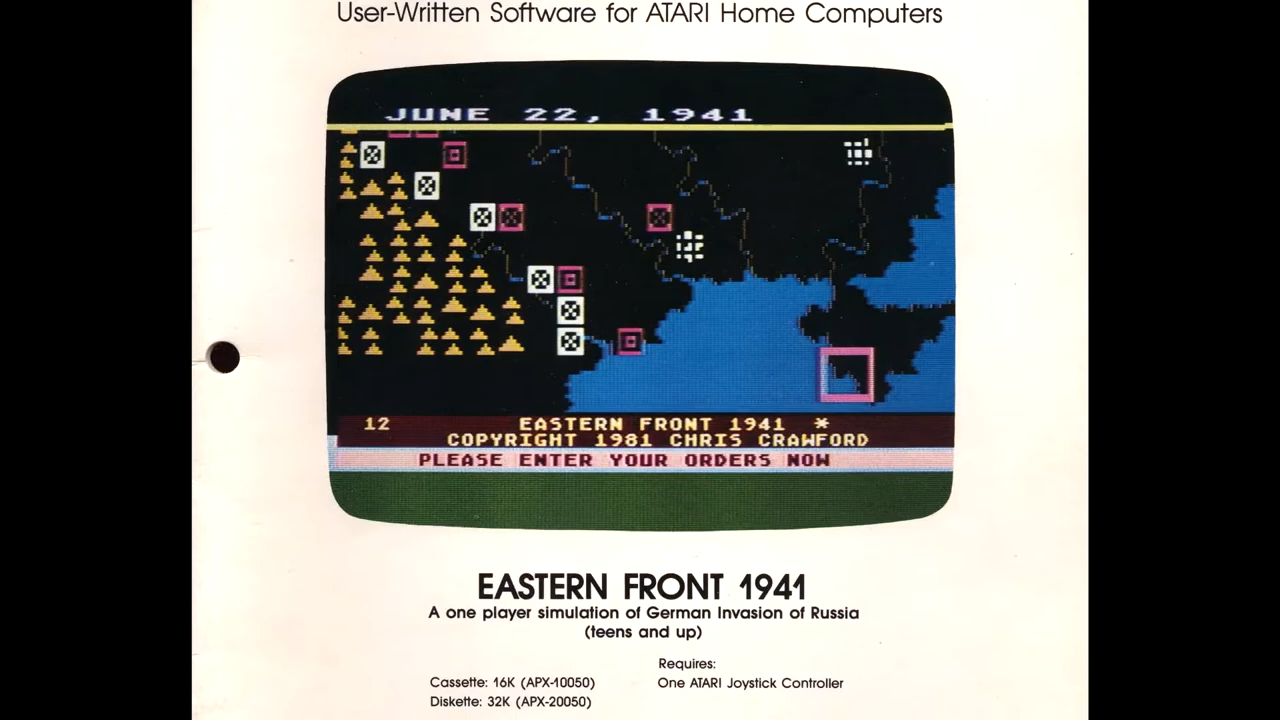 User-Written Software for ATARI Home Computers
JUNE 22, 1941
12 EASTERN FRONT 1941 *
COPYRIGHT 1981 CHRIS CRAWFORD
PLEASE ENTER YOUR ORDERS NOW
EASTERN FRONT 1941
A one player simulation of German Invasion of Russia
(teens and up)
Requires:
Cassette: 16K (APX-10050) One ATARI Joystick Controller
Diskette: 32K (APX-20050)